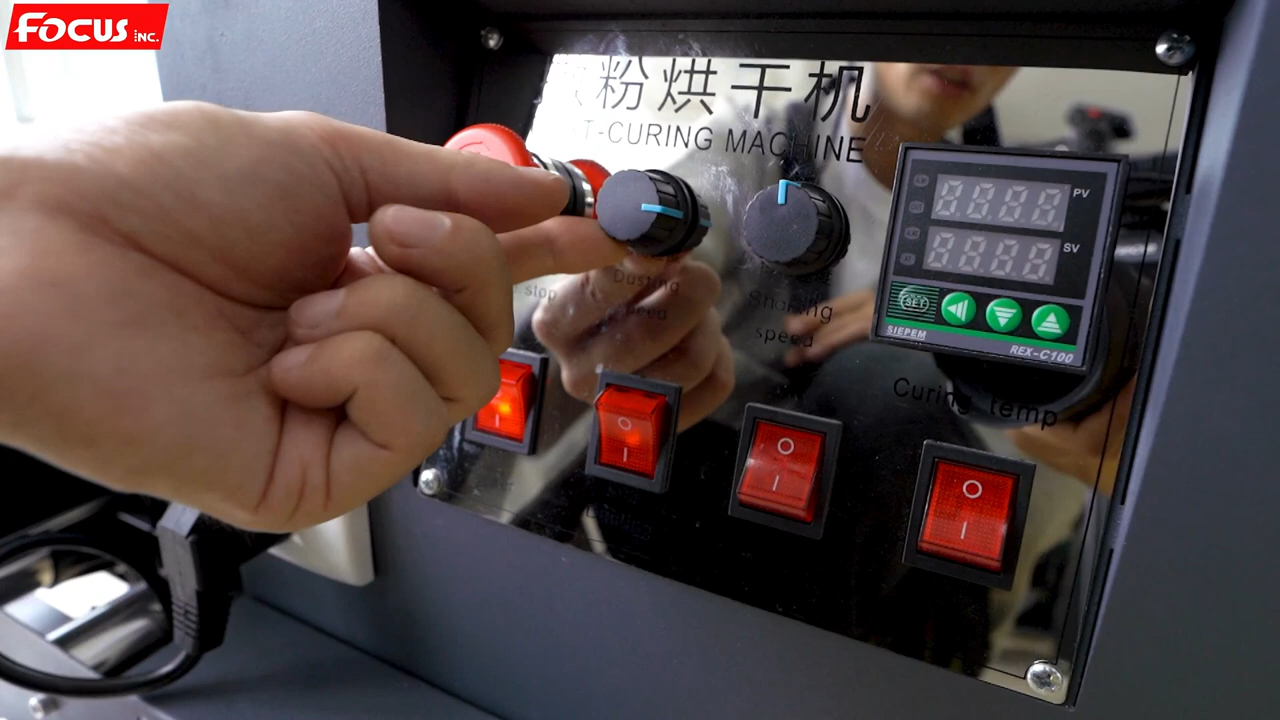 FOCUS INC.
粉烘干机
T-CURING MACHINE
PV
SV
SET
SIEPEM
REX-C100
stop
Dusting
speed
Shaking
speed
Curing temp